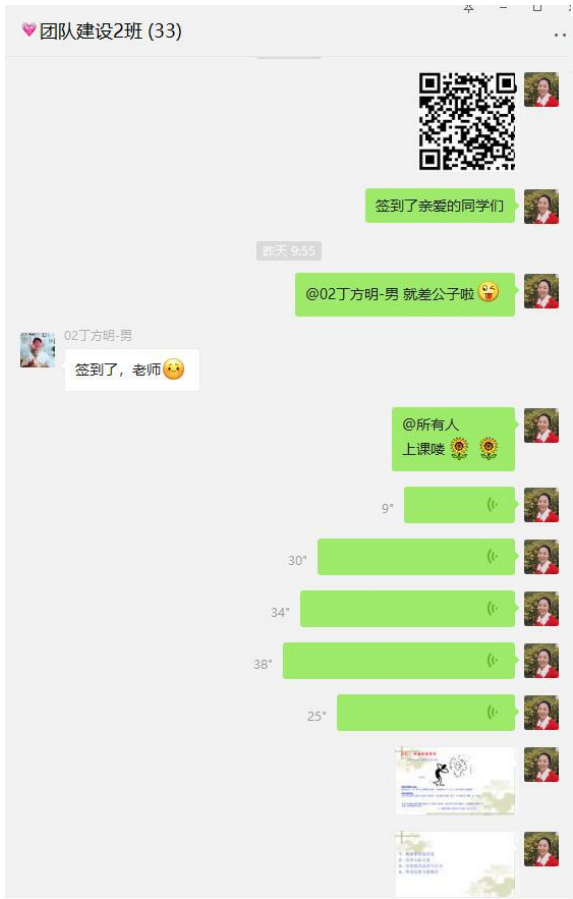 团队建设2班 (33)
签到了亲爱的同学们
昨天 9:55
@02丁方明-男 就差公子啦
02丁方明-男
签到了，老师
@所有人
上课喽
9"
30"
34"
38"
25"